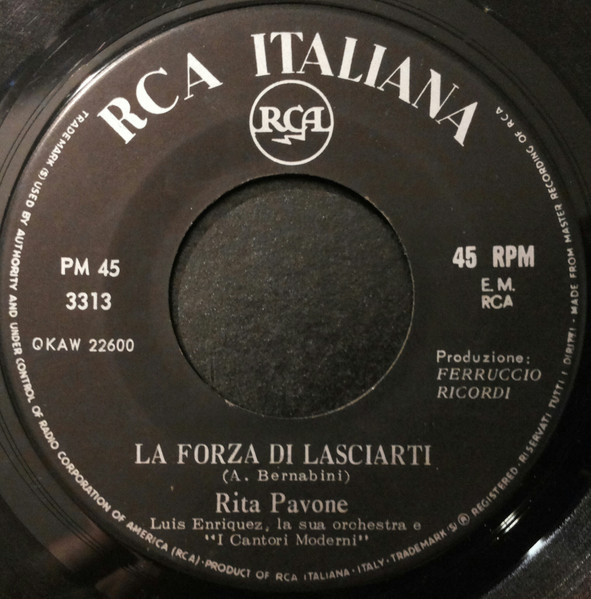 RCA ITALIANA
RCA
PM 45
3313
45 RPM
E.M.
RCA
QKAW 22600
Produzione:
FERRUCCIO
RICORDI
LA FORZA DI LASCIARTI
(A. Bernabini)
Rita Pavone
Luis Enriquez, la sua orchestra e
"I Cantori Moderni"
TRADEMARK (S) USED BY AUTHORITY AND UNDER CONTROL OF RADIO CORPORATION OF AMERICA (RCA)-PRODUCT OF RCA ITALIANA-ITALY-TRADEMARK(S) ® REGISTERED-RISERVATI TUTTI I DIRITTI-MADE FROM MASTER RECORDING OF RCA